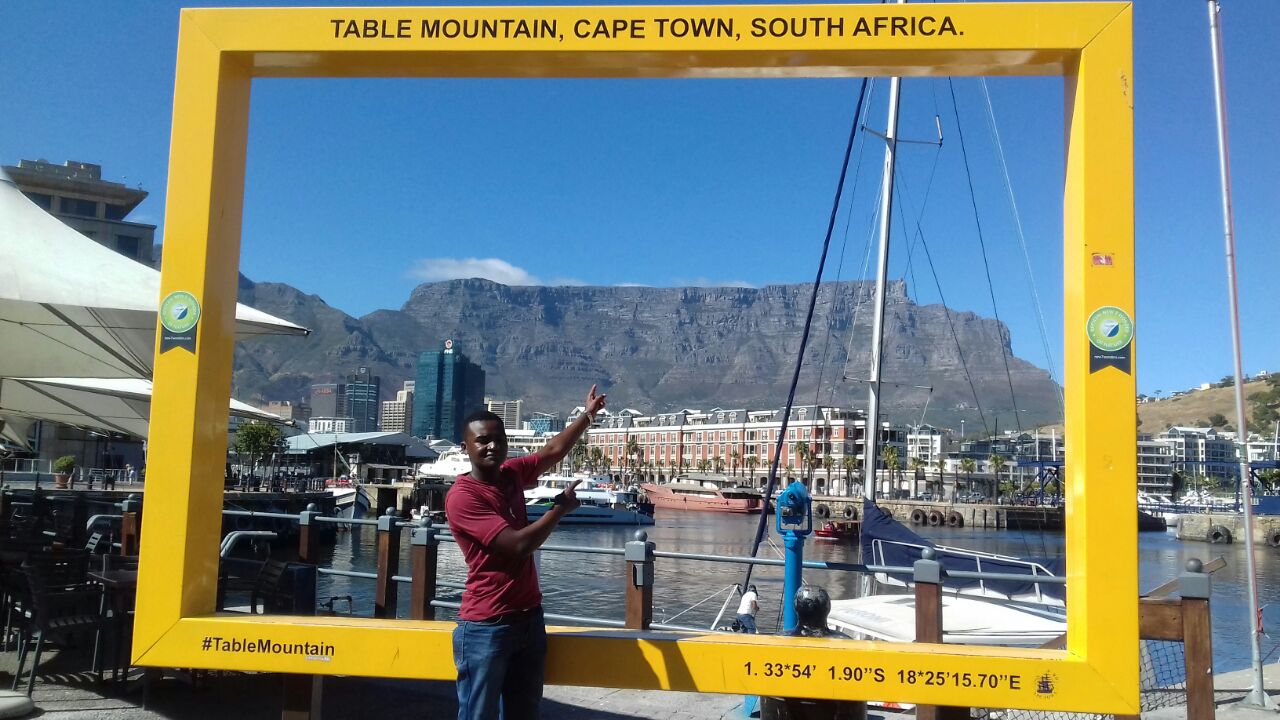 TABLE MOUNTAIN, CAPE TOWN, SOUTH AFRICA.
#TableMountain
1. 33*54' 1.90"S 18*25'15.70"E